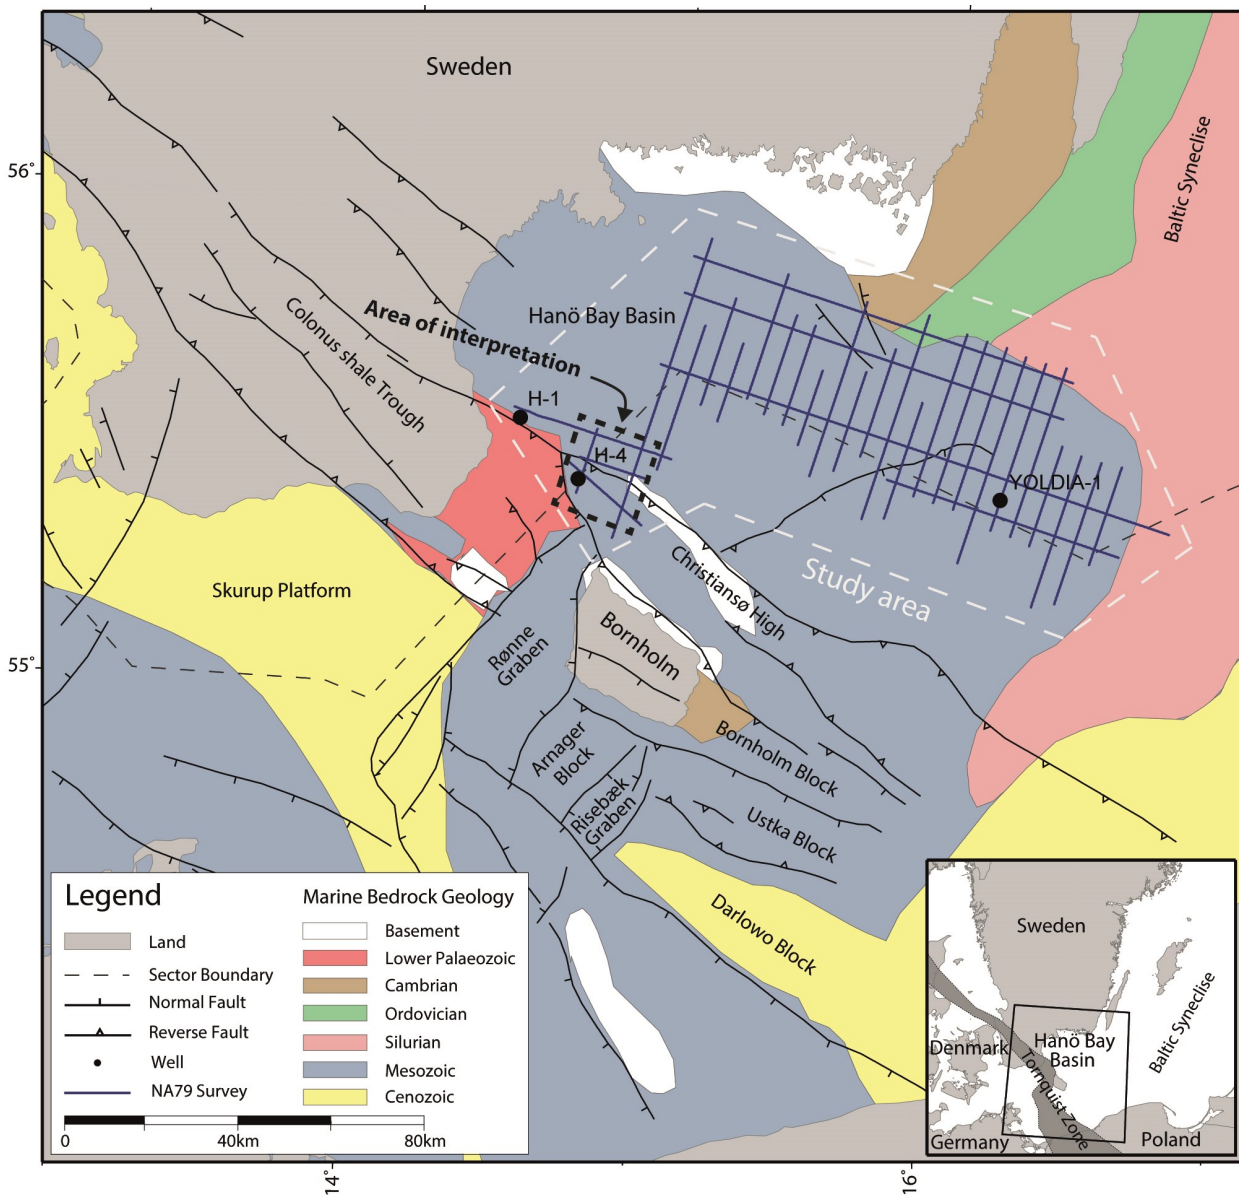 Sweden
Baltic Syneclise
56°
Hanö Bay Basin
Area of interpretation
Colonus shale Trough
H-1
H-4
YOLDIA-1
Study area
Christiansø High
Skurup Platform
Bornholm
Rønne
Graben
55°
Arnager
Block
Bornholm Block
Risebæk
Graben
Ustka Block
Darlowo Block
Legend
Land
Sector Boundary
Normal Fault
Reverse Fault
Well
NA79 Survey
0
40km
80km
Marine Bedrock Geology
Basement
Lower Palaeozoic
Cambrian
Ordovician
Silurian
Mesozoic
Cenozoic
Sweden
Baltic Syneclise
Denmark
Hanö Bay
Basin
Tornquist Zone
Germany
Poland
14°
16°